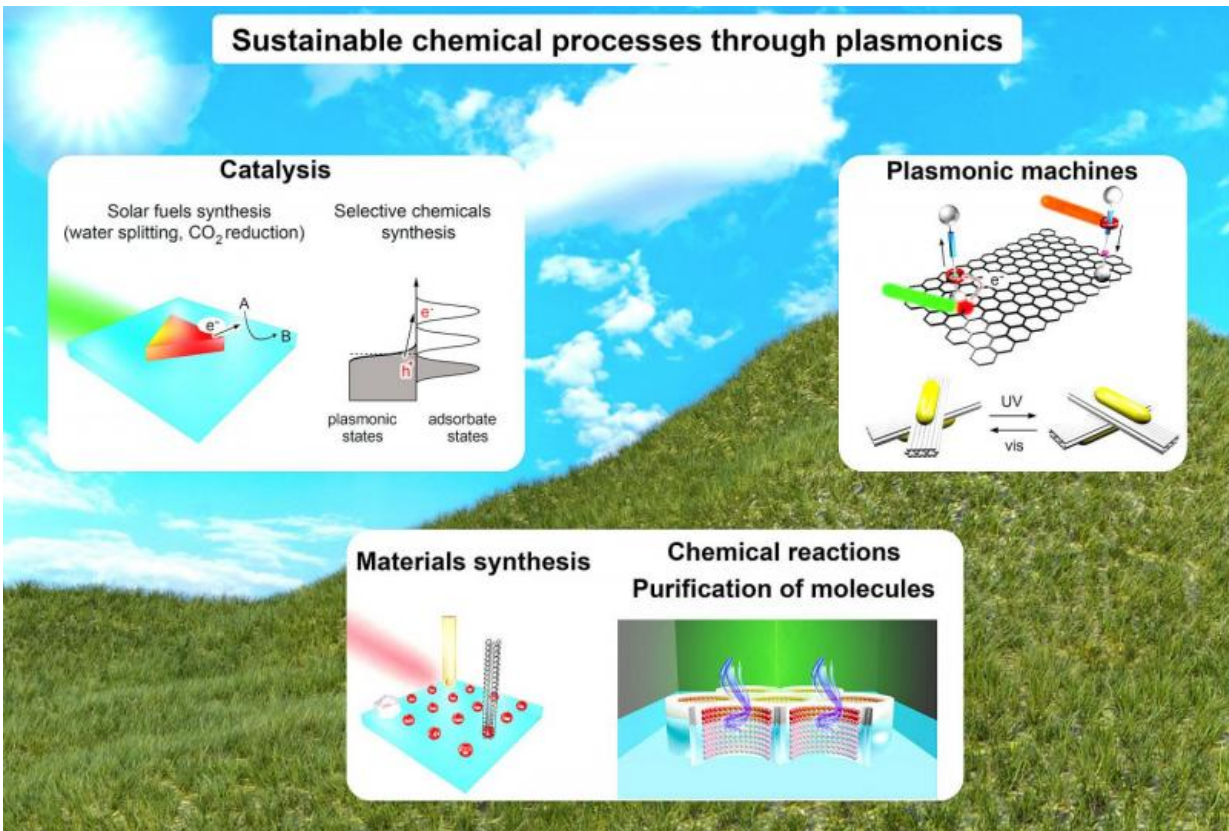 Sustainable chemical processes through plasmonics
Catalysis
Solar fuels synthesis
(water splitting, CO2 reduction)
A
e-
B
Selective chemicals
synthesis
e-
h+
plasmonic
states
adsorbate
states
Plasmonic machines
e-
UV
vis
Materials synthesis
Chemical reactions
Purification of molecules